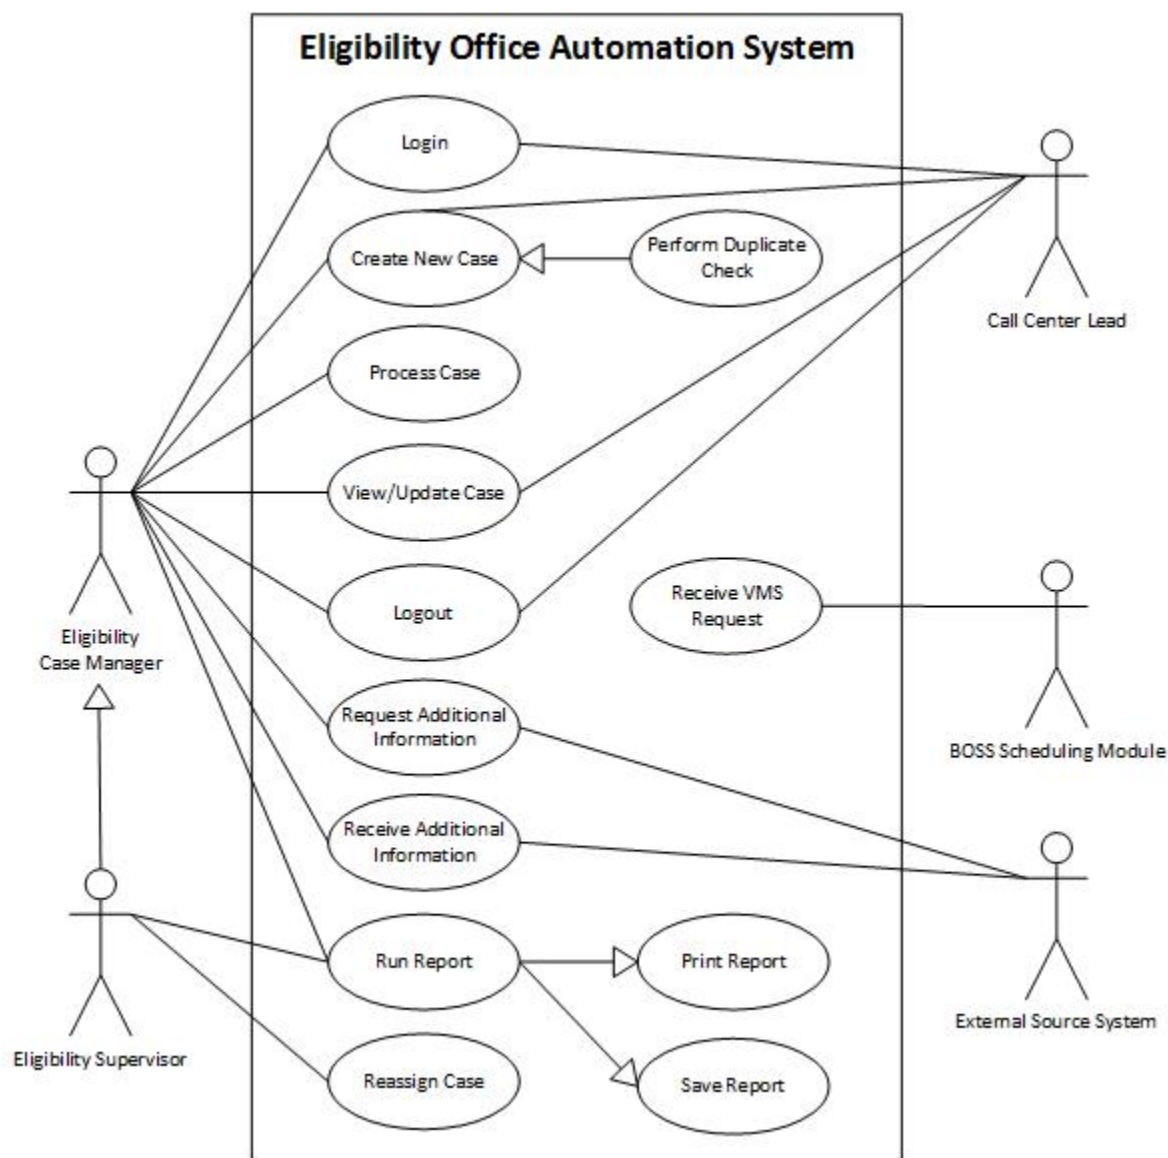 Eligibility Office Automation System
Login
Create New Case
Perform Duplicate
Check
Call Center Lead
Process Case
View/Update Case
Receive VMS
Request
Logout
Eligibility
Case Manager
Request Additional
Information
BOSS Scheduling Module
Receive Additional
Information
Run Report
Print Report
External Source System
Eligibility Supervisor
Reassign Case
Save Report